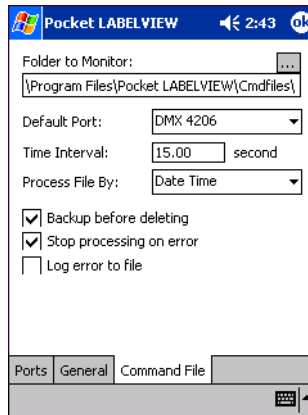 Pocket LABELVIEW 2:43 ok
Folder to Monitor:
...
\Program Files\Pocket LABELVIEW\Cmdfiles\
Default Port: DMX 4206
Time Interval: 15.00 second
Process File By: Date Time
Backup before deleting
Stop processing on error
Log error to file
Ports General Command File